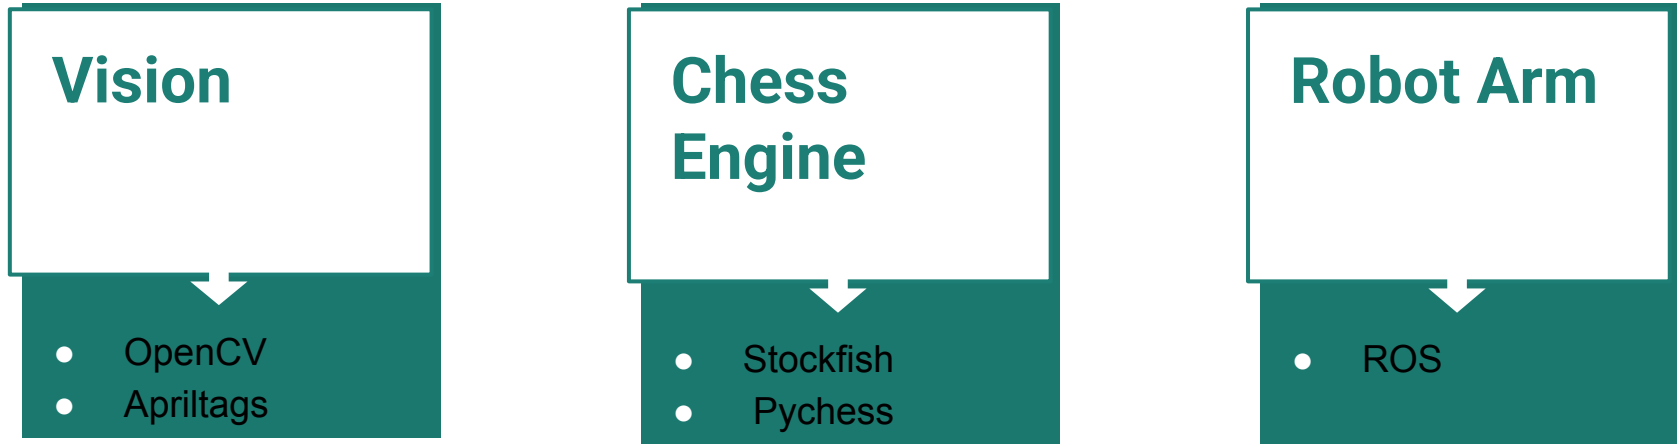 Vision
OpenCV
Apriltags
Chess
Engine
Stockfish
Pychess
Robot Arm
ROS